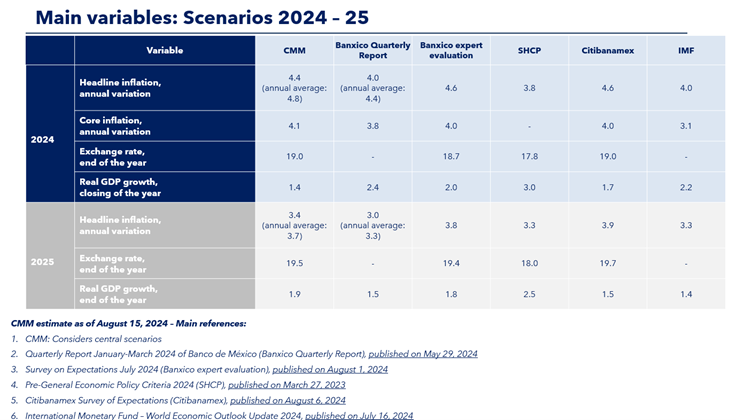 Main variables: Scenarios 2024 – 25
Variable CMM Banxico Quarterly Report Banxico expert evaluation SHCP Citibanamex IMF
2024
Headline inflation, annual variation 4.4 (annual average: 4.8) 4.0 (annual average: 4.4) 4.6 3.8 4.6 4.0
Core inflation, annual variation 4.1 3.8 4.0 - 4.0 3.1
Exchange rate, end of the year 19.0 - 18.7 17.8 19.0 -
Real GDP growth, closing of the year 1.4 2.4 2.0 3.0 1.7 2.2
2025
Headline inflation, annual variation 3.4 (annual average: 3.7) 3.0 (annual average: 3.3) 3.8 3.3 3.9 3.3
Exchange rate, end of the year 19.5 - 19.4 18.0 19.7 -
Real GDP growth, end of the year 1.9 1.5 1.8 2.5 1.5 1.4
CMM estimate as of August 15, 2024 – Main references:
1. CMM: Considers central scenarios
2. Quarterly Report January-March 2024 of Banco de México (Banxico Quarterly Report), published on May 29, 2024
3. Survey on Expectations July 2024 (Banxico expert evaluation), published on August 1, 2024
4. Pre-General Economic Policy Criteria 2024 (SHCP), published on March 27, 2023
5. Citibanamex Survey of Expectations (Citibanamex), published on August 6, 2024
6. International Monetary Fund – World Economic Outlook Update 2024, published on July 16, 2024